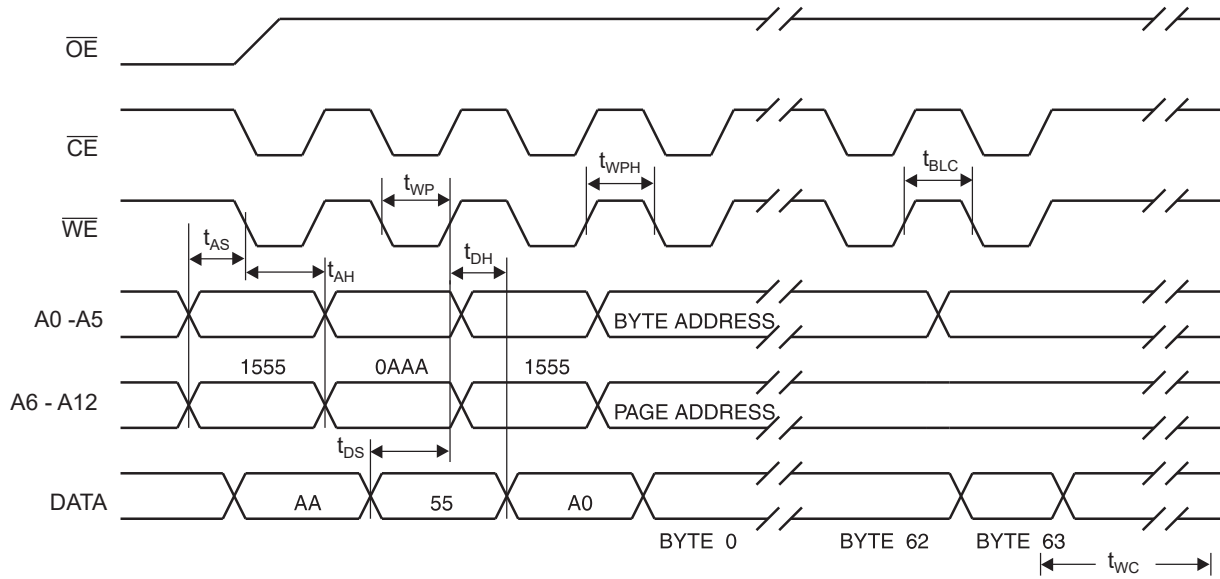 OE
CE
tWPH
tBLC
tWP
WE
tAS
tAH
tDH
A0 -A5
BYTE ADDRESS
1555 0AAA 1555
A6 - A12
PAGE ADDRESS
tDS
DATA
AA 55 A0
BYTE 0 BYTE 62 BYTE 63
tWC